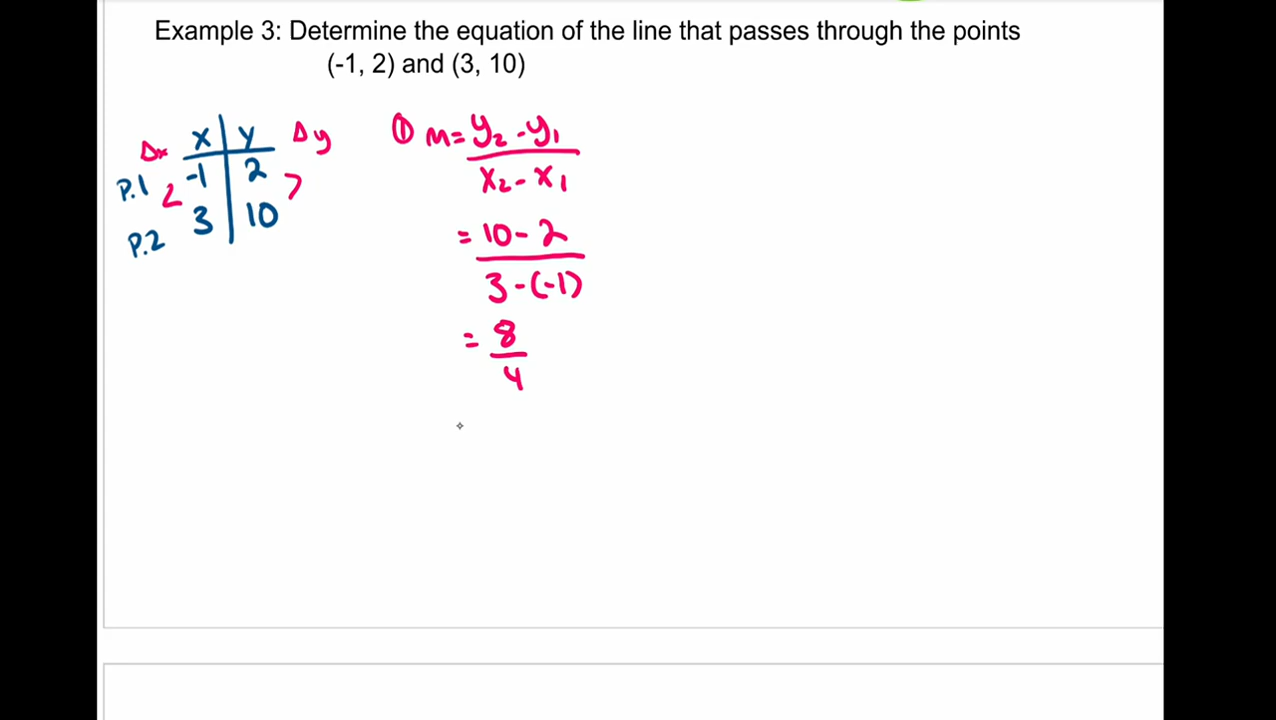 Example 3: Determine the equation of the line that passes through the points
(-1, 2) and (3, 10)
Δx x y Δy
P.1 -1 2
P.2 3 10
① m = y₂ - y₁
x₂ - x₁
= 10 - 2
3 - (-1)
= 8
4